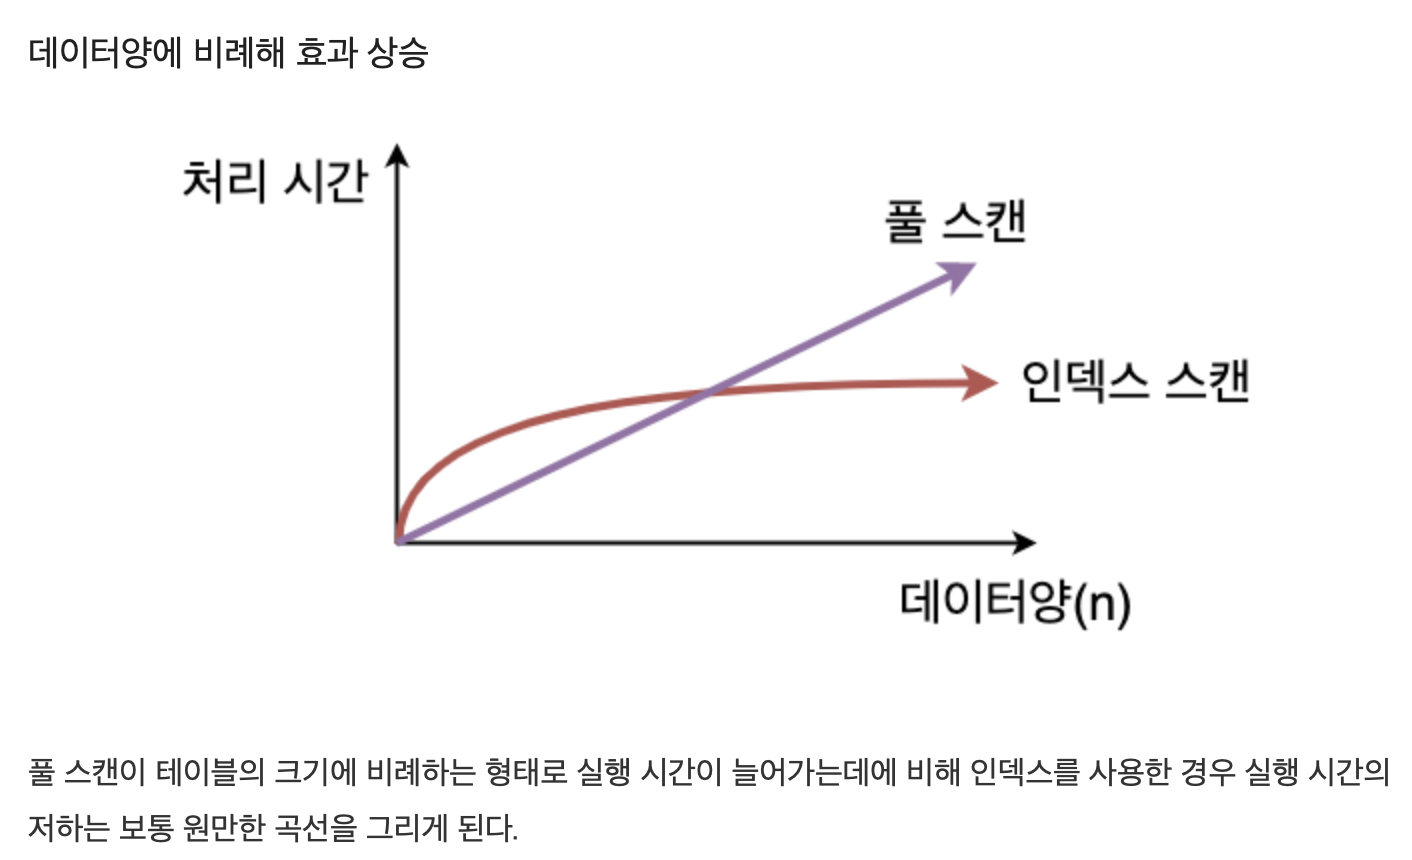 데이터양에 비례해 효과 상승
처리 시간
풀 스캔
인덱스 스캔
데이터양(n)
풀 스캔이 테이블의 크기에 비례하는 형태로 실행 시간이 늘어가는데에 비해 인덱스를 사용한 경우 실행 시간의
저하는 보통 원만한 곡선을 그리게 된다.